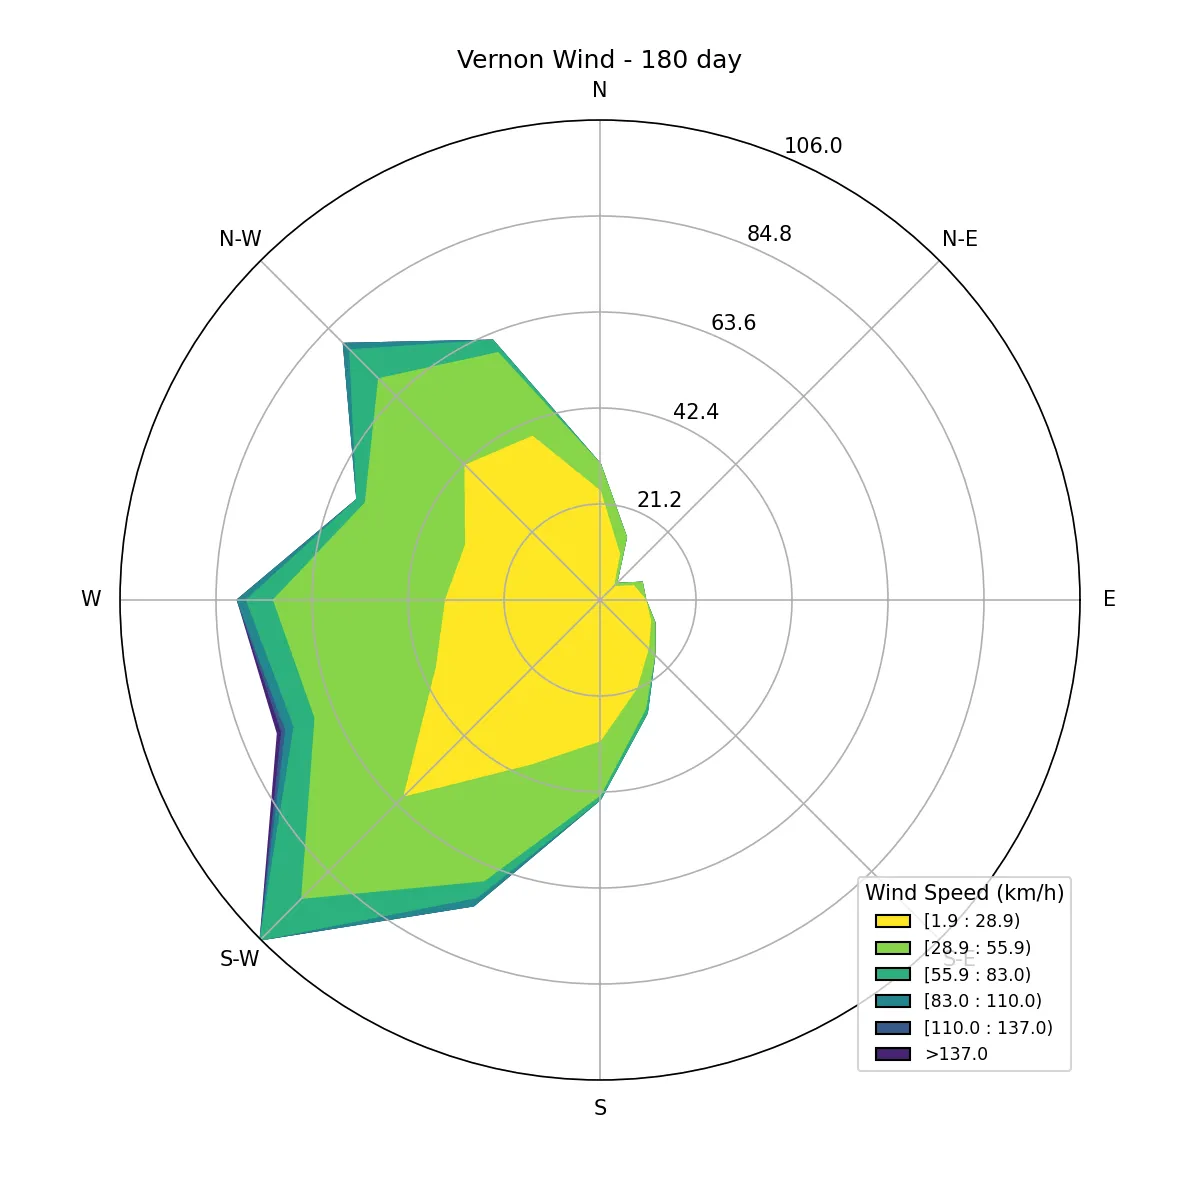 Vernon Wind - 180 day
N
106.0
N-W
84.8
N-E
63.6
42.4
21.2
W
E
S-W
S-E
S
Wind Speed (km/h)
[1.9 : 28.9)
[28.9 : 55.9)
[55.9 : 83.0)
[83.0 : 110.0)
[110.0 : 137.0)
>137.0